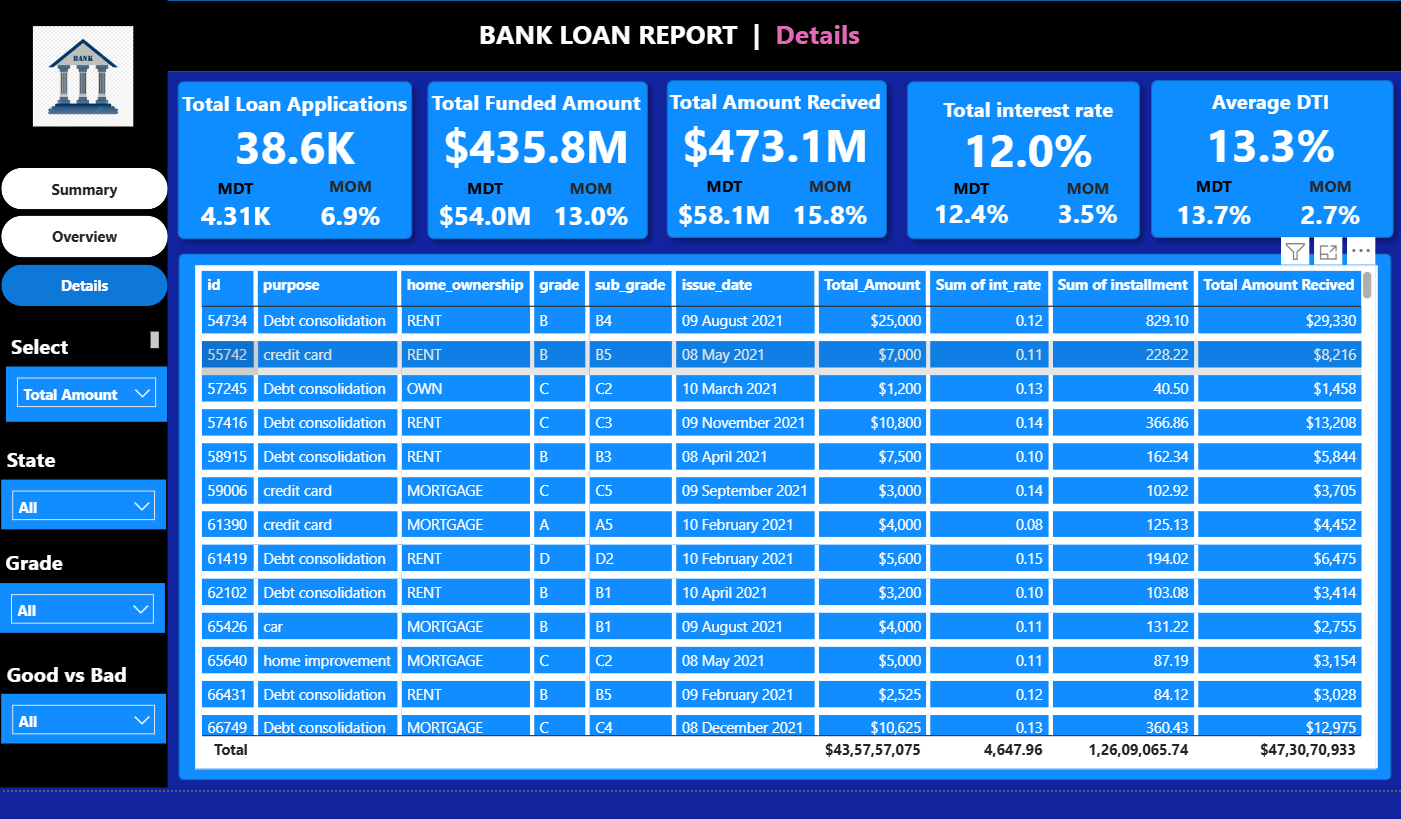 BANK LOAN REPORT | Details
BANK
Summary
Overview
Details
Select
Total Amount
State
All
Grade
All
Good vs Bad
All
Total Loan Applications
38.6K
MDT MOM
4.31K 6.9%
Total Funded Amount
$435.8M
MDT MOM
$54.0M 13.0%
Total Amount Recived
$473.1M
MDT MOM
$58.1M 15.8%
Total interest rate
12.0%
MDT MOM
12.4% 3.5%
Average DTI
13.3%
MDT MOM
13.7% 2.7%
id purpose home_ownership grade sub_grade issue_date Total_Amount Sum of int_rate Sum of installment Total Amount Recived
54734 Debt consolidation RENT B B4 09 August 2021 $25,000 0.12 829.10 $29,330
55742 credit card RENT B B5 08 May 2021 $7,000 0.11 228.22 $8,216
57245 Debt consolidation OWN C C2 10 March 2021 $1,200 0.13 40.50 $1,458
57416 Debt consolidation RENT C C3 09 November 2021 $10,800 0.14 366.86 $13,208
58915 Debt consolidation RENT B B3 08 April 2021 $7,500 0.10 162.34 $5,844
59006 credit card MORTGAGE C C5 09 September 2021 $3,000 0.14 102.92 $3,705
61390 credit card MORTGAGE A A5 10 February 2021 $4,000 0.08 125.13 $4,452
61419 Debt consolidation RENT D D2 10 February 2021 $5,600 0.15 194.02 $6,475
62102 Debt consolidation RENT B B1 10 April 2021 $3,200 0.10 103.08 $3,414
65426 car MORTGAGE B B1 09 August 2021 $4,000 0.11 131.22 $2,755
65640 home improvement MORTGAGE C C2 08 May 2021 $5,000 0.11 87.19 $3,154
66431 Debt consolidation RENT B B5 09 February 2021 $2,525 0.12 84.12 $3,028
66749 Debt consolidation MORTGAGE C C4 08 December 2021 $10,625 0.13 360.43 $12,975
Total $43,57,57,075 4,647.96 1,26,09,065.74 $47,30,70,933